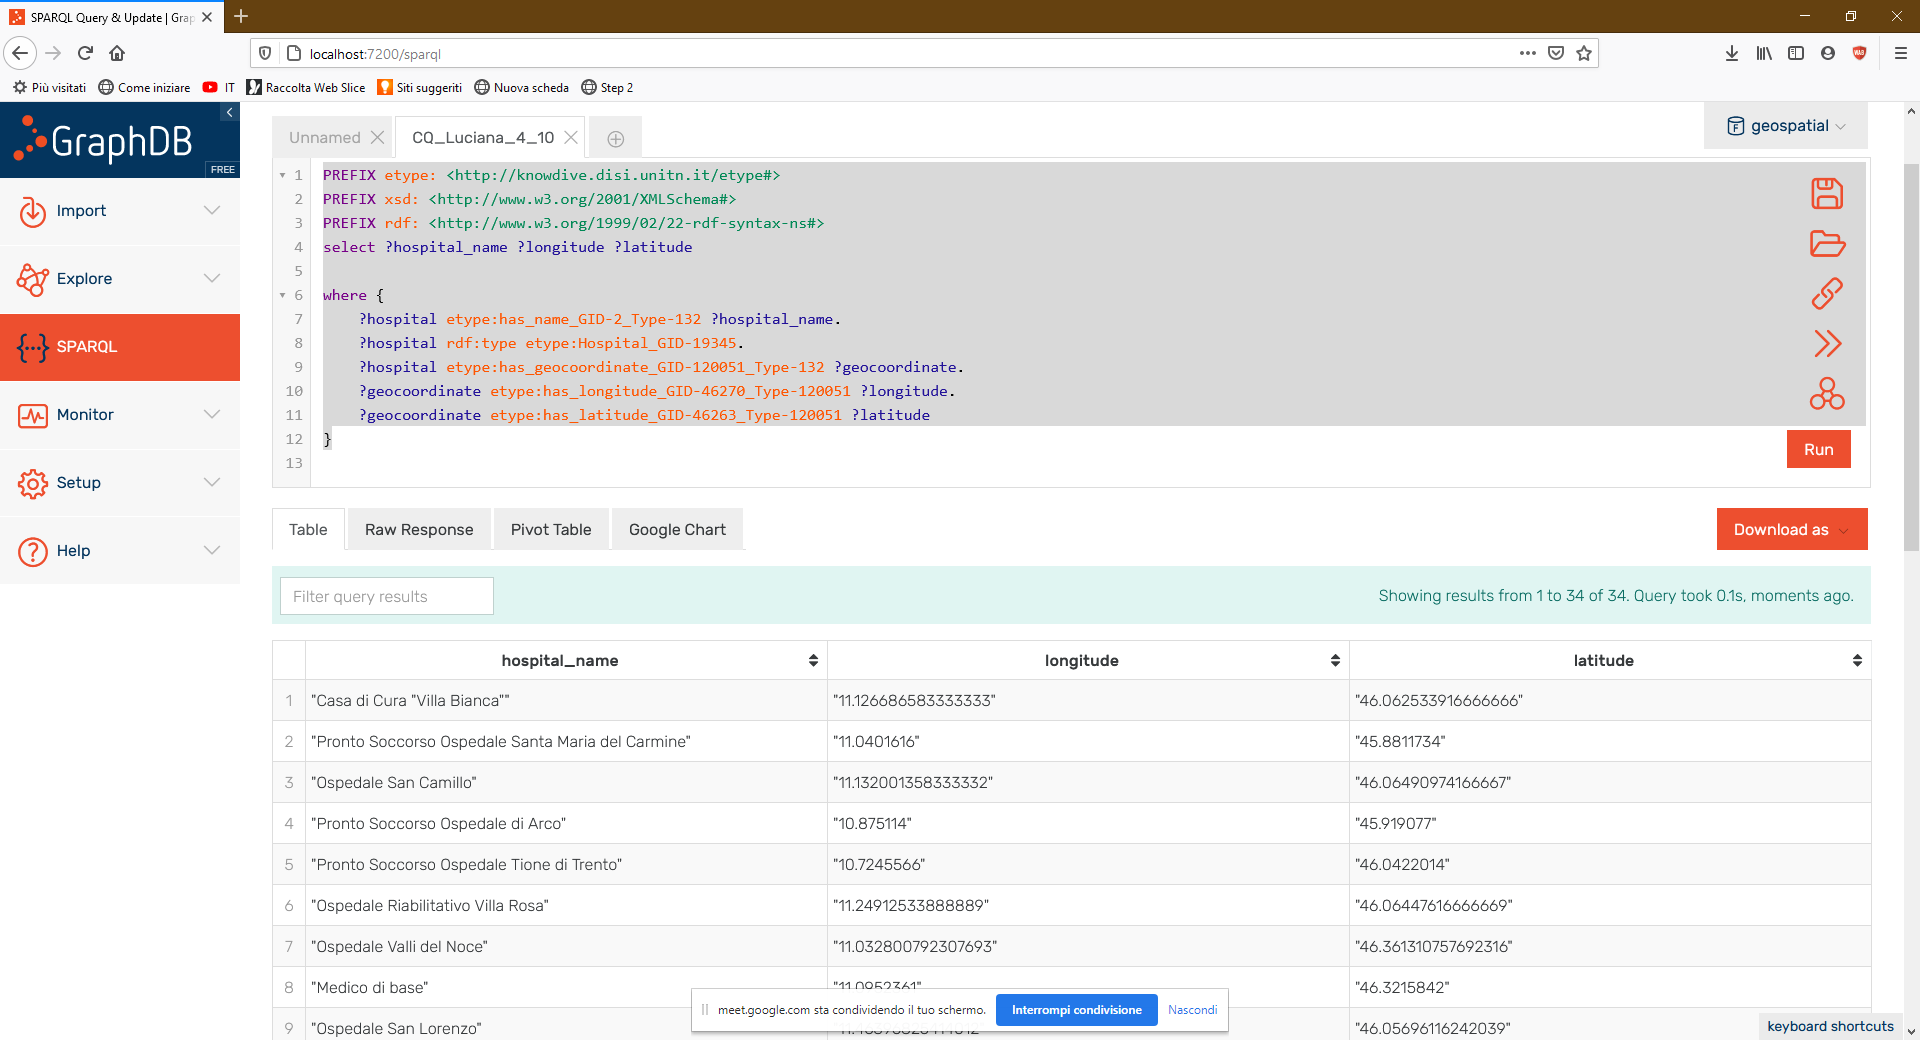 SPARQL Query & Update | Grap
localhost:7200/sparql
Più visitati Come iniziare IT Raccolta Web Slice Siti suggeriti Nuova scheda Step 2
GraphDB
FREE
Import
Explore
SPARQL
Monitor
Setup
Help
Unnamed CQ_Luciana_4_10
geospatial
1 PREFIX etype: <http://knowdive.disi.unitn.it/etype#>
2 PREFIX xsd: <http://www.w3.org/2001/XMLSchema#>
3 PREFIX rdf: <http://www.w3.org/1999/02/22-rdf-syntax-ns#>
4 select ?hospital_name ?longitude ?latitude
5
6 where {
7 ?hospital etype:has_name_GID-2_Type-132 ?hospital_name.
8 ?hospital rdf:type etype:Hospital_GID-19345.
9 ?hospital etype:has_geocoordinate_GID-120051_Type-132 ?geocoordinate.
10 ?geocoordinate etype:has_longitude_GID-46270_Type-120051 ?longitude.
11 ?geocoordinate etype:has_latitude_GID-46263_Type-120051 ?latitude
12 }
13
Run
Table Raw Response Pivot Table Google Chart
Download as
Filter query results
Showing results from 1 to 34 of 34. Query took 0.1s, moments ago.
hospital_name longitude latitude
1 "Casa di Cura "Villa Bianca"" "11.126686583333333" "46.062533916666666"
2 "Pronto Soccorso Ospedale Santa Maria del Carmine" "11.0401616" "45.8811734"
3 "Ospedale San Camillo" "11.132001358333332" "46.06490974166667"
4 "Pronto Soccorso Ospedale di Arco" "10.875114" "45.919077"
5 "Pronto Soccorso Ospedale Tione di Trento" "10.7245566" "46.0422014"
6 "Ospedale Riabilitativo Villa Rosa" "11.24912533888889" "46.06447616666669"
7 "Ospedale Valli del Noce" "11.032800792307693" "46.361310757692316"
8 "Medico di base" "11.0952361" "46.3215842"
9 "Ospedale San Lorenzo" "46.05696116242039"
meet.google.com sta condividendo il tuo schermo. Interrompi condivisione Nascondi
keyboard shortcuts